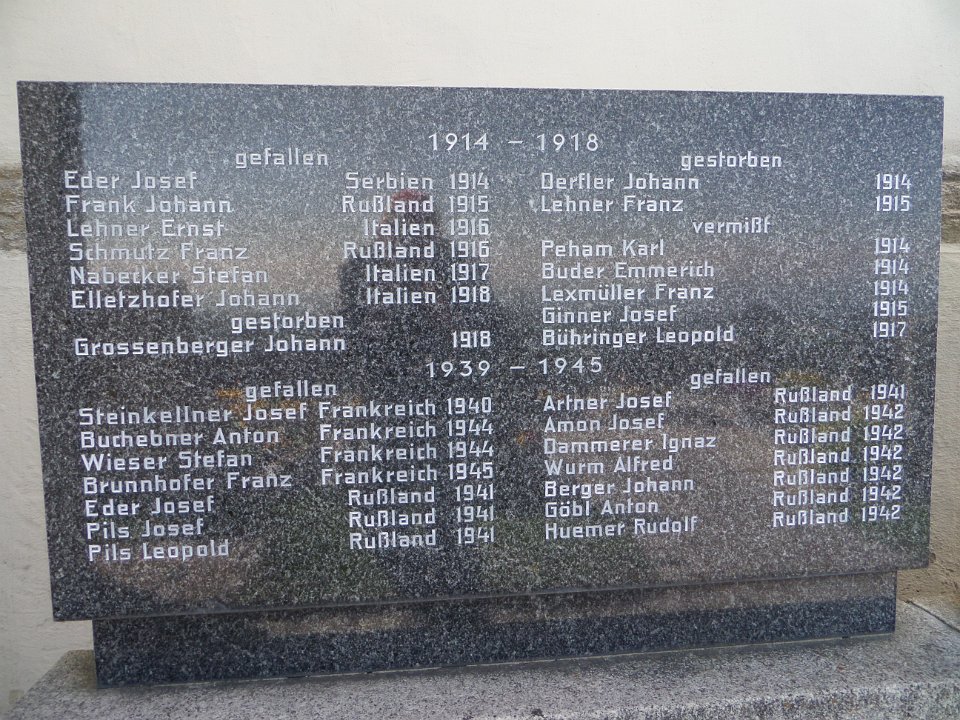 1914 – 1918
gefallen
Eder Josef Serbien 1914
Frank Johann Rußland 1915
Lehner Ernst Italien 1916
Schmutz Franz Rußland 1916
Nabecker Stefan Italien 1917
Elletzhofer Johann Italien 1918
gestorben
Grossenberger Johann 1918
gestorben
Derfler Johann 1914
Lehner Franz 1915
vermißt
Peham Karl 1914
Buder Emmerich 1914
Lexmüller Franz 1914
Ginner Josef 1915
Bühringer Leopold 1917
1939 – 1945
gefallen
Steinkellner Josef Frankreich 1940
Buchebner Anton Frankreich 1944
Wieser Stefan Frankreich 1944
Brunnhofer Franz Frankreich 1945
Eder Josef Rußland 1941
Pils Josef Rußland 1941
Pils Leopold Rußland 1941
gefallen
Artner Josef Rußland 1941
Amon Josef Rußland 1942
Dammerer Ignaz Rußland 1942
Wurm Alfred Rußland 1942
Berger Johann Rußland 1942
Göbl Anton Rußland 1942
Huemer Rudolf Rußland 1942